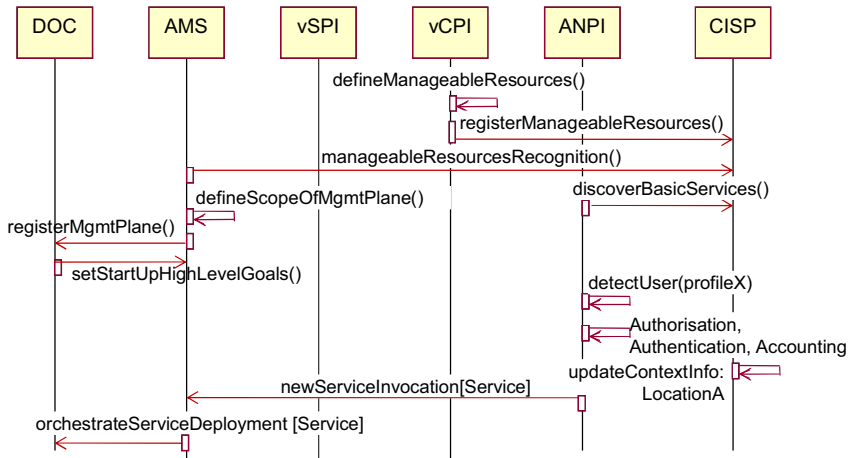 DOC AMS vSPI vCPI ANPI CISP
defineManageableResources()
registerManageableResources()
manageableResourcesRecognition()
defineScopeOfMgmtPlane()
discoverBasicServices()
registerMgmtPlane()
setStartUpHighLevelGoals()
detectUser(profileX)
Authorisation,
Authentication, Accounting
updateContextInfo:
LocationA
newServiceInvocation[Service]
orchestrateServiceDeployment [Service]